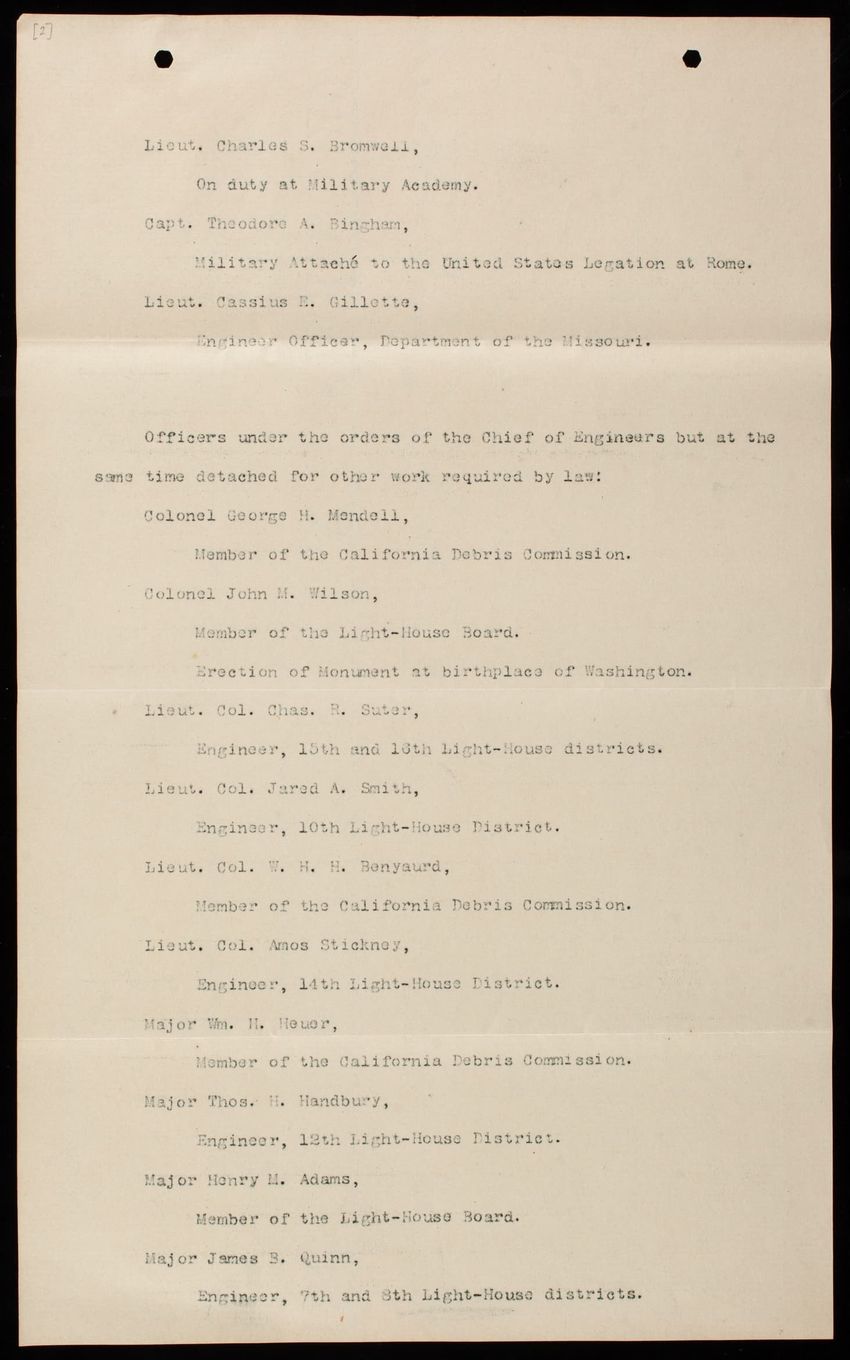 [2]
Lieut. Charles S. Bromwell,
On duty at Military Academy.
Capt. Theodore A. Bingham,
Military Attaché to the United States Legation at Rome.
Lieut. Cassius E. Gillette,
Engineer Officer, Department of the Missouri.
Officers under the orders of the Chief of Engineers but at the
same time detached for other work required by law:
Colonel George H. Mendell,
Member of the California Debris Commission.
Colonel John M. Wilson,
Member of the Light-House Board.
Erection of Monument at birthplace of Washington.
Lieut. Col. Chas. R. Suter,
Engineer, 15th and 16th Light-House districts.
Lieut. Col. Jared A. Smith,
Engineer, 10th Light-House District.
Lieut. Col. W. H. H. Benyaurd,
Member of the California Debris Commission.
Lieut. Col. Amos Stickney,
Engineer, 14th Light-House District.
Major Wm. H. Heuer,
Member of the California Debris Commission.
Major Thos. H. Handbury,
Engineer, 12th Light-House District.
Major Henry M. Adams,
Member of the Light-House Board.
Major James B. Quinn,
Engineer, 7th and 8th Light-House districts.